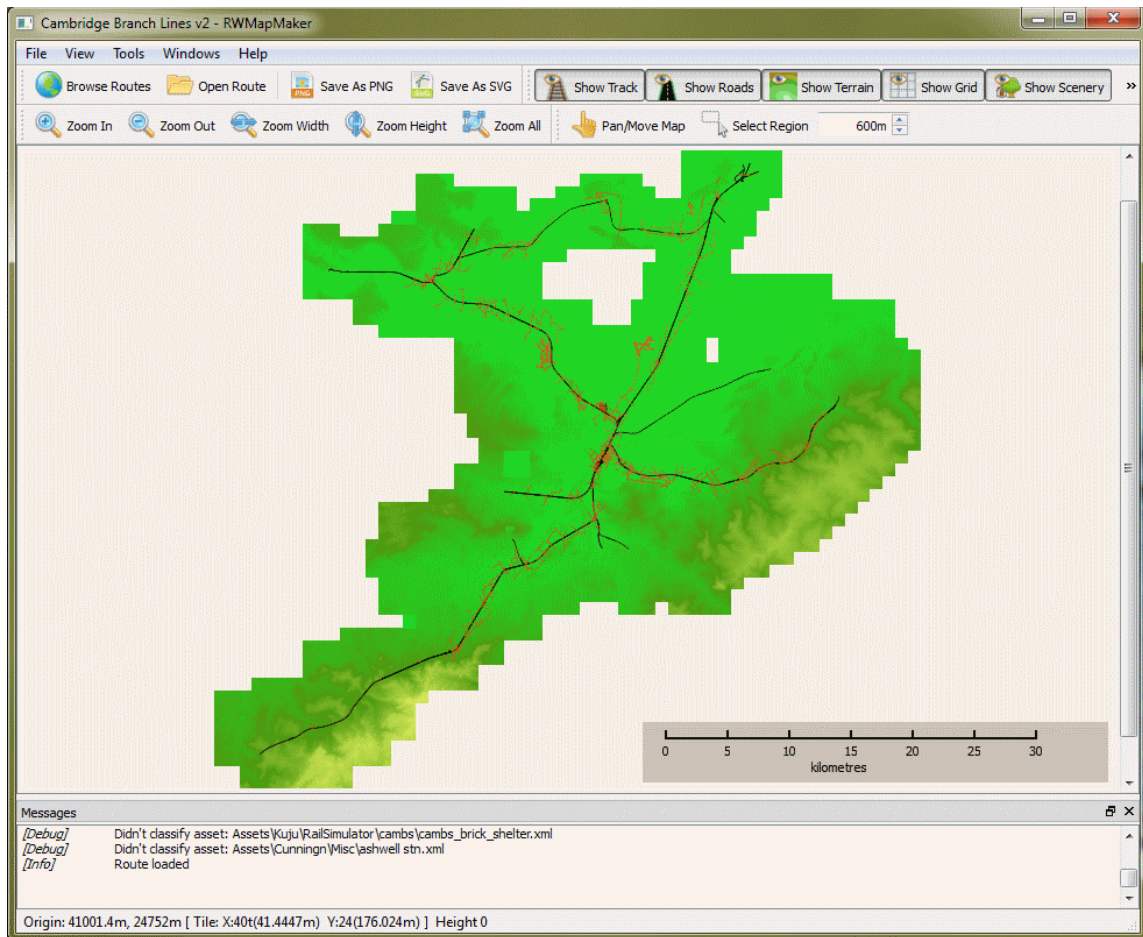 Cambridge Branch Lines v2 - RWMapMaker
File View Tools Windows Help
Browse Routes Open Route PNG Save As PNG SVG Save As SVG Show Track Show Roads Show Terrain Show Grid Show Scenery »
Zoom In Zoom Out Zoom Width Zoom Height Zoom All Pan/Move Map Select Region 600m
0 5 10 15 20 25 30
kilometres
Messages
[Debug] Didn't classify asset: Assets\Kuju\RailSimulator\cambs\cambs_brick_shelter.xml
[Debug] Didn't classify asset: Assets\Cunningn\Misc\ashwell stn.xml
[Info] Route loaded
Origin: 41001.4m, 24752m [ Tile: X:40t(41.4447m) Y:24(176.024m) ] Height 0